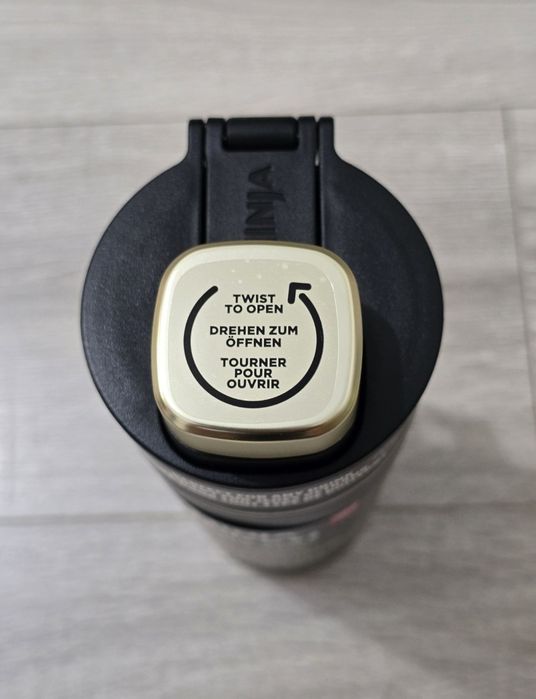 NINJA
TWIST
TO OPEN
DREHEN ZUM
ÖFFNEN
TOURNER
POUR
OUVRIR